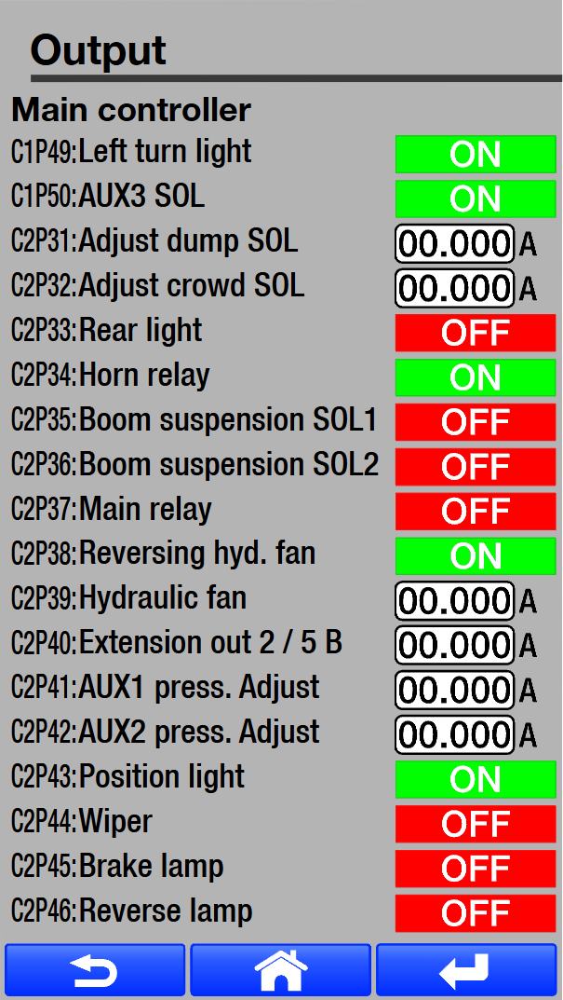 Output
Main controller
C1P49:Left turn light ON
C1P50:AUX3 SOL ON
C2P31:Adjust dump SOL 00.000 A
C2P32:Adjust crowd SOL 00.000 A
C2P33:Rear light OFF
C2P34:Horn relay ON
C2P35:Boom suspension SOL1 OFF
C2P36:Boom suspension SOL2 OFF
C2P37:Main relay OFF
C2P38:Reversing hyd. fan ON
C2P39:Hydraulic fan 00.000 A
C2P40:Extension out 2 / 5 B 00.000 A
C2P41:AUX1 press. Adjust 00.000 A
C2P42:AUX2 press. Adjust 00.000 A
C2P43:Position light ON
C2P44:Wiper OFF
C2P45:Brake lamp OFF
C2P46:Reverse lamp OFF